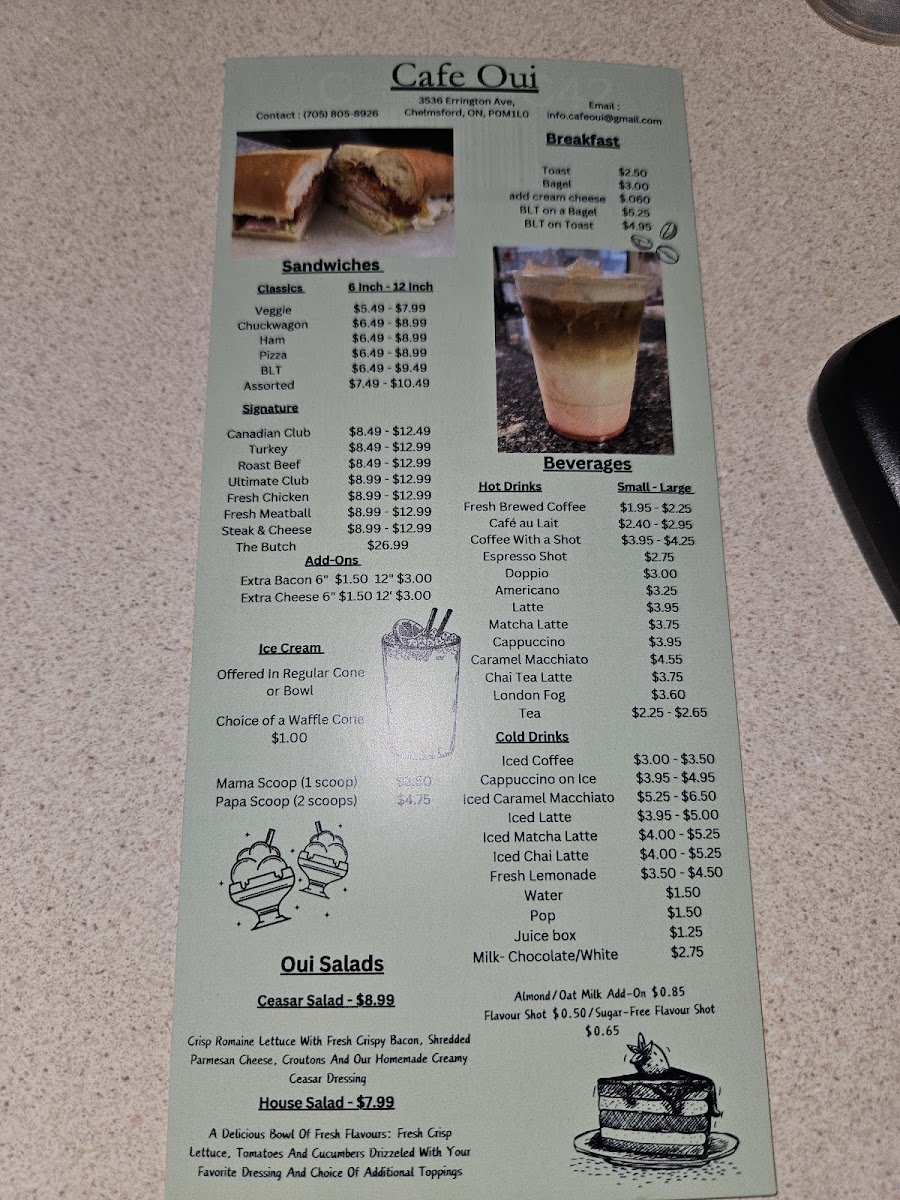 Cafe Oui
3536 Errington Ave,
Chelmsford, ON, P0M1L0
Contact : (705) 805-8926
Email :
info.cafeoui@gmail.com
Breakfast
Toast $2.50
Bagel $3.00
add cream cheese $.060
BLT on a Bagel $5.25
BLT on Toast $4.95
Sandwiches
Classics 6 Inch - 12 Inch
Veggie $5.49 - $7.99
Chuckwagon $6.49 - $8.99
Ham $6.49 - $8.99
Pizza $6.49 - $8.99
BLT $6.49 - $9.49
Assorted $7.49 - $10.49
Signature
Canadian Club $8.49 - $12.49
Turkey $8.49 - $12.99
Roast Beef $8.49 - $12.99
Ultimate Club $8.99 - $12.99
Fresh Chicken $8.99 - $12.99
Fresh Meatball $8.99 - $12.99
Steak & Cheese $8.99 - $12.99
The Butch $26.99
Add-Ons
Extra Bacon 6" $1.50 12" $3.00
Extra Cheese 6" $1.50 12' $3.00
Ice Cream
Offered In Regular Cone
or Bowl
Choice of a Waffle Cone
$1.00
Mama Scoop (1 scoop) $3.50
Papa Scoop (2 scoops) $4.75
Oui Salads
Ceasar Salad - $8.99
Crisp Romaine Lettuce With Fresh Crispy Bacon, Shredded
Parmesan Cheese, Croutons And Our Homemade Creamy
Ceasar Dressing
House Salad - $7.99
A Delicious Bowl Of Fresh Flavours: Fresh Crisp
Lettuce, Tomatoes And Cucumbers Drizzeled With Your
Favorite Dressing And Choice Of Additional Toppings
Beverages
Hot Drinks Small - Large
Fresh Brewed Coffee $1.95 - $2.25
Café au Lait $2.40 - $2.95
Coffee With a Shot $3.95 - $4.25
Espresso Shot $2.75
Doppio $3.00
Americano $3.25
Latte $3.95
Matcha Latte $3.75
Cappuccino $3.95
Caramel Macchiato $4.55
Chai Tea Latte $3.75
London Fog $3.60
Tea $2.25 - $2.65
Cold Drinks
Iced Coffee $3.00 - $3.50
Cappuccino on Ice $3.95 - $4.95
Iced Caramel Macchiato $5.25 - $6.50
Iced Latte $3.95 - $5.00
Iced Matcha Latte $4.00 - $5.25
Iced Chai Latte $4.00 - $5.25
Fresh Lemonade $3.50 - $4.50
Water $1.50
Pop $1.50
Juice box $1.25
Milk- Chocolate/White $2.75
Almond/Oat Milk Add-On $0.85
Flavour Shot $0.50/Sugar-Free Flavour Shot
$0.65